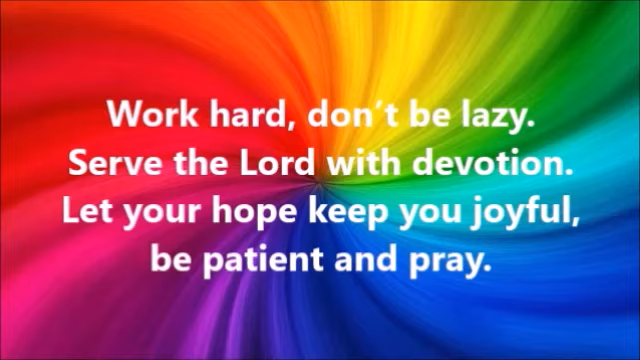 Work hard, don’t be lazy.
Serve the Lord with devotion.
Let your hope keep you joyful,
be patient and pray.